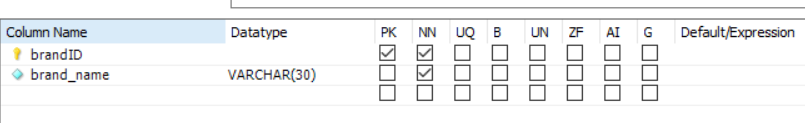 Column Name Datatype PK NN UQ B UN ZF AI G Default/Expression
brandID
brand_name VARCHAR(30)